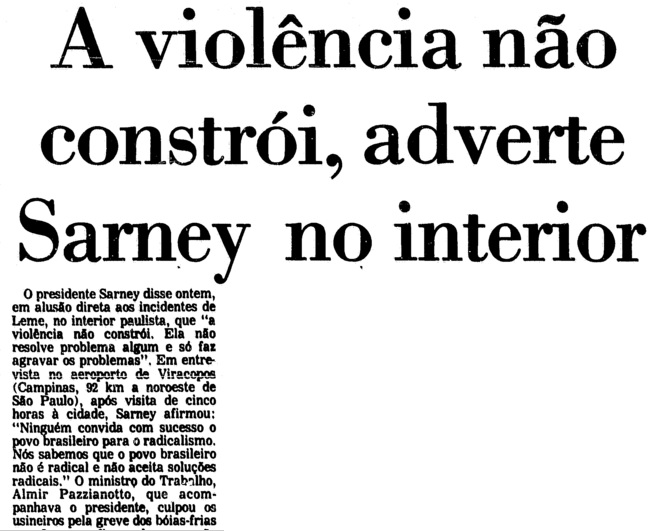 A violência não
constrói, adverte
Sarney no interior
O presidente Sarney disse ontem,
em alusão direta aos incidentes de
Leme, no interior paulista, que "a
violência não constrói. Ela não
resolve problema algum e só faz
agravar os problemas". Em entre-
vista no aeroporto de Viracopos
(Campinas, 92 km a noroeste de
São Paulo), após visita de cinco
horas à cidade, Sarney afirmou:
"Ninguém convida com sucesso o
povo brasileiro para o radicalismo.
Nós sabemos que o povo brasileiro
não é radical e não aceita soluções
radicais." O ministro do Trabalho,
Almir Pazzianotto, que acom-
panhava o presidente, culpou os
usineiros pela greve dos bóias-frias